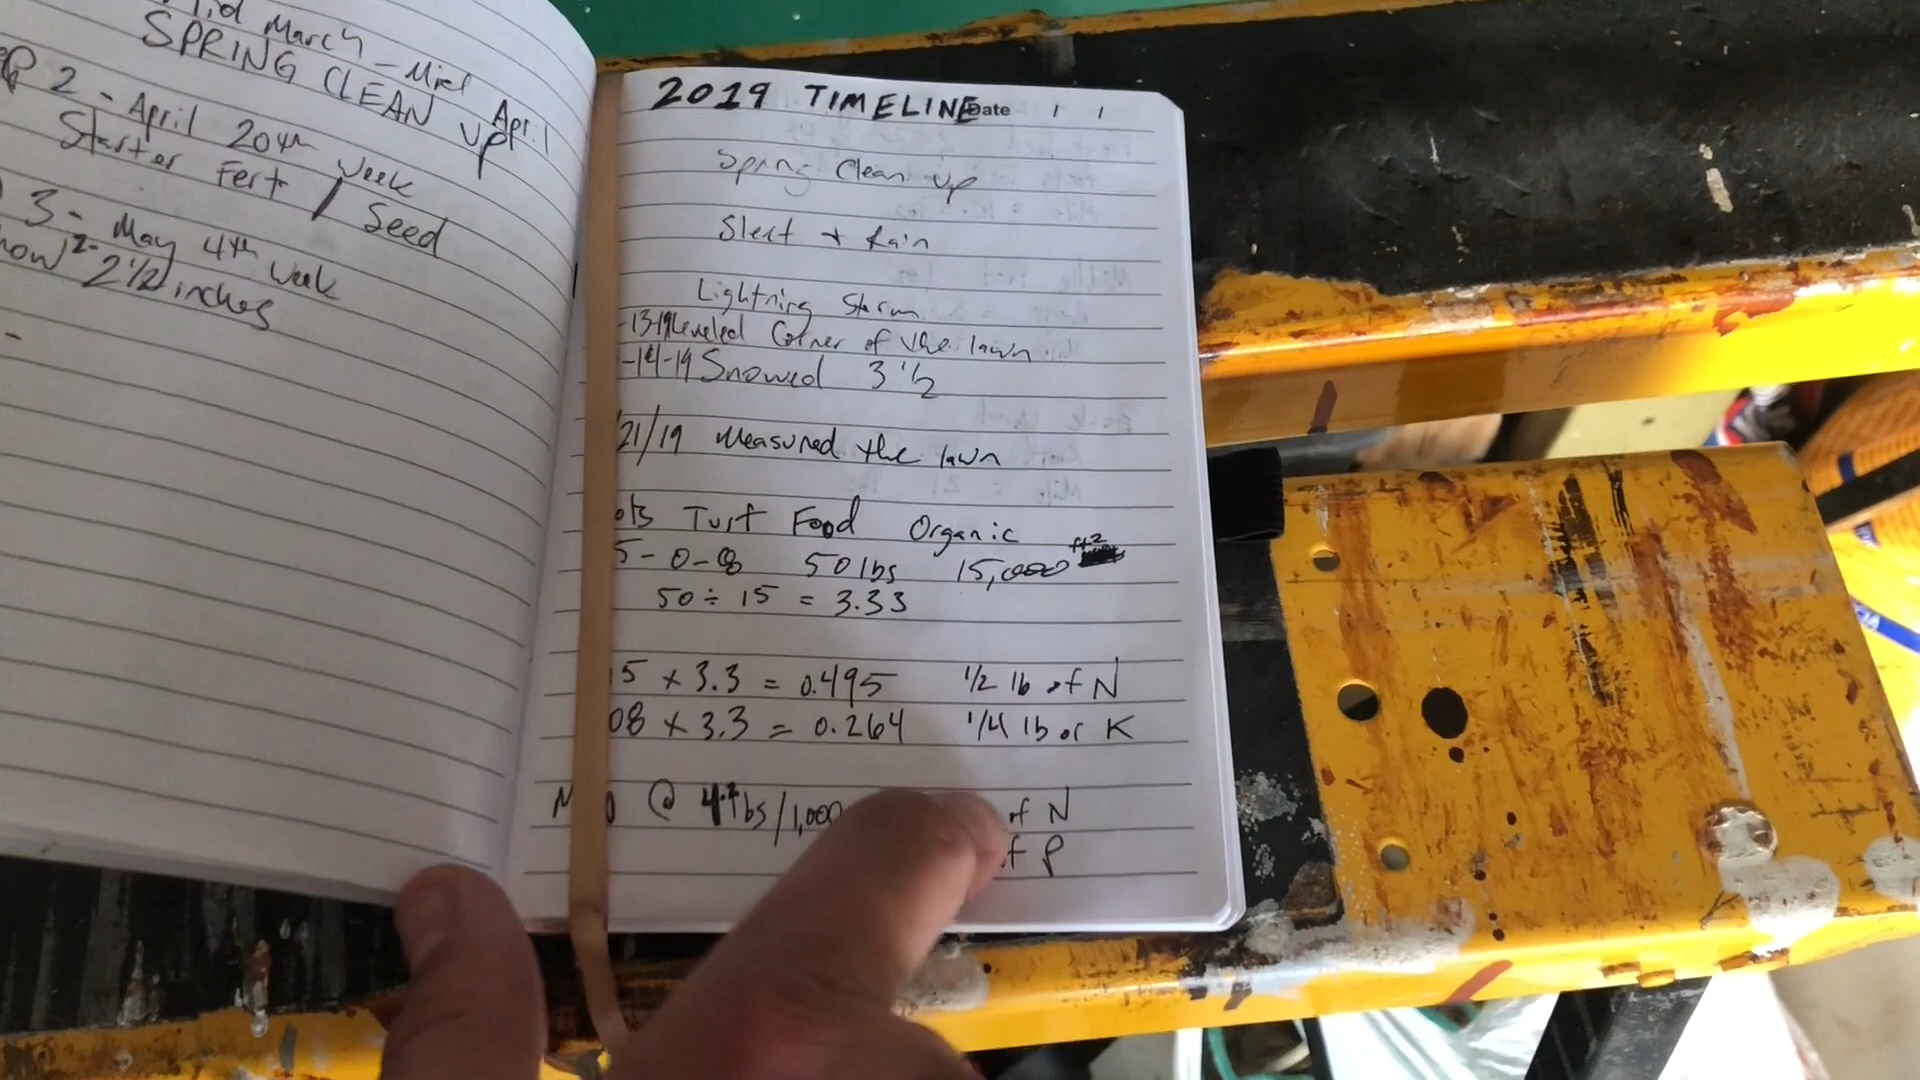 Mid March - Mid April
SPRING CLEAN UP
2 - April 20th week
Starter Fert / Seed
3 - May 4th week
2 - 2 1/2 inches
2019 TIMELINE
Date / /
Spring Clean up
Sleet + Rain
Lightning Storm
-13-19 Leveled Corner of the lawn
-14-19 Snowed 3 1/2
21/19 Measured the lawn
Turf Food Organic
5-0-8 50 lbs 15,000 ft2
50 ÷ 15 = 3.33
15 x 3.3 = 0.495 1/2 lb of N
08 x 3.3 = 0.264 1/4 lb or K
@ lbs/1,000 of N
of P